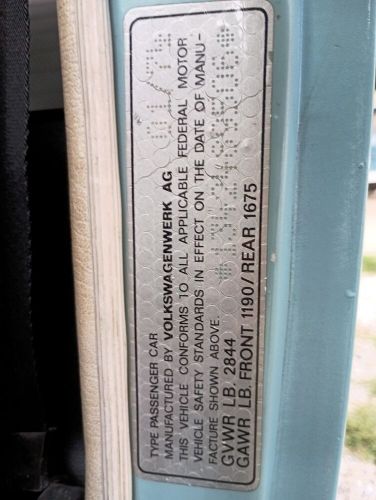 TYPE PASSENGER CAR
MANUFACTURED BY VOLKSWAGENWERK AG
THIS VEHICLE CONFORMS TO ALL APPLICABLE FEDERAL MOTOR
VEHICLE SAFETY STANDARDS IN EFFECT ON THE DATE OF MANU-
FACTURE SHOWN ABOVE.
GVWR LB. 2844
GAWR LB. FRONT 1190/REAR 1675